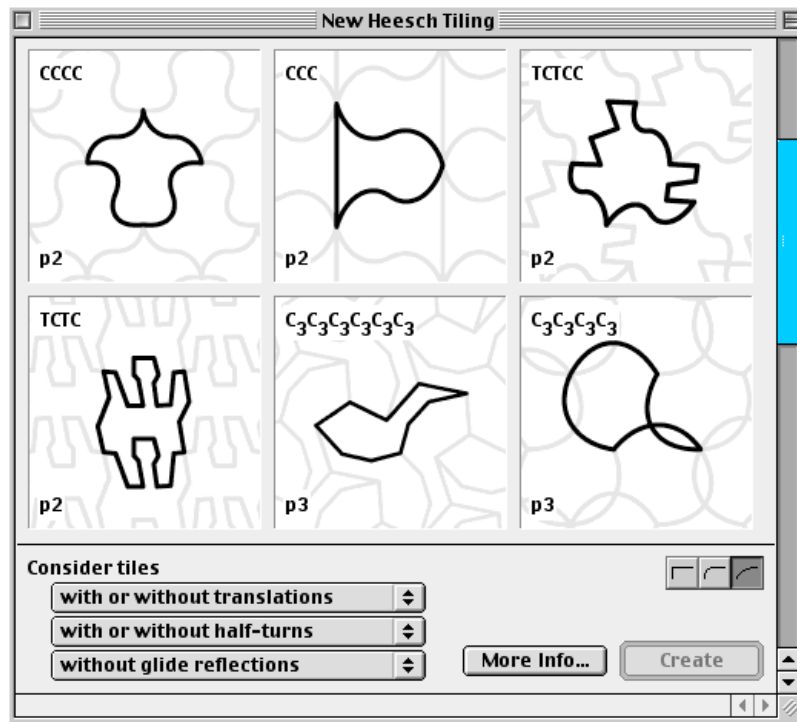 New Heesch Tiling
CCCC
CCC
TCTCC
p2
p2
p2
TCTC
C₃C₃C₃C₃C₃C₃
C₃C₃C₃C₃
p2
p3
p3
Consider tiles
with or without translations
with or without half-turns
without glide reflections
More Info...
Create